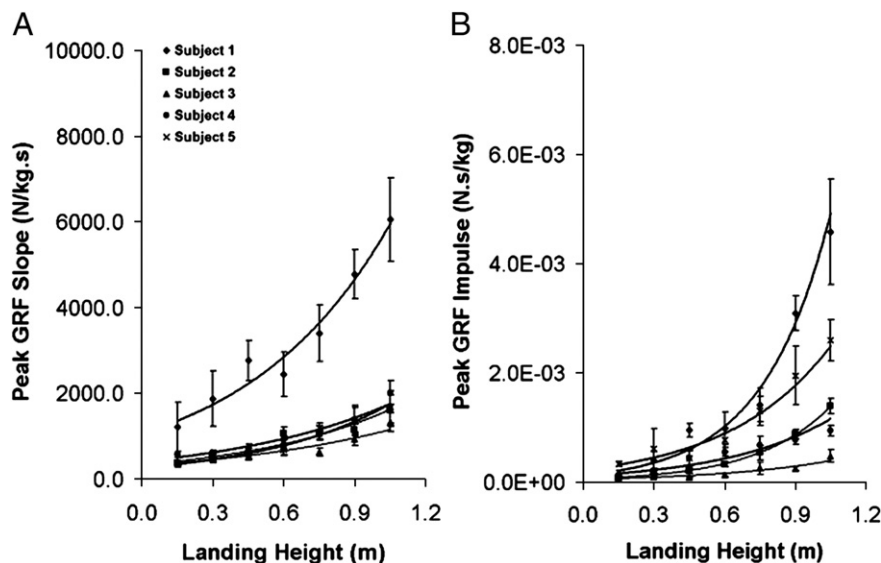 A
Peak GRF Slope (N/kg.s)
10000.0
8000.0
6000.0
4000.0
2000.0
0.0
Subject 1
Subject 2
Subject 3
Subject 4
Subject 5
0.0 0.3 0.6 0.9 1.2
Landing Height (m)
B
Peak GRF Impulse (N.s/kg)
8.0E-03
6.0E-03
4.0E-03
2.0E-03
0.0E+00
0.0 0.3 0.6 0.9 1.2
Landing Height (m)